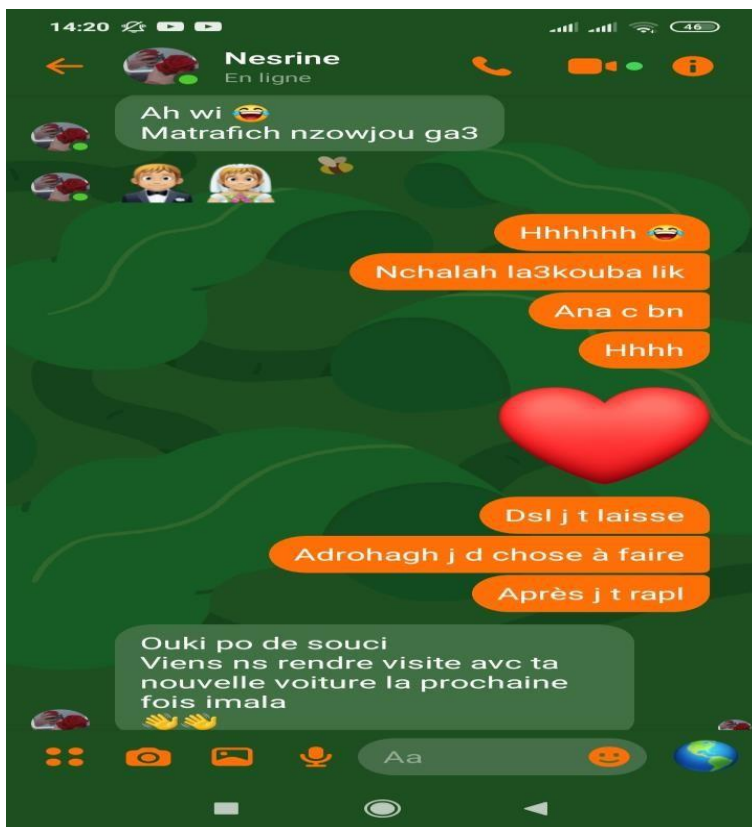 14:20
46
Nesrine
En ligne
Ah wi 😂
Matrafich nzowjou ga3
Hhhhhh 😂
Nchalah la3kouba lik
Ana c bn
Hhhh
Dsl j t laisse
Adrohagh j d chose à faire
Après j t rapl
Ouki po de souci
Viens ns rendre visite avc ta
nouvelle voiture la prochaine
fois imala
👋👋
Aa